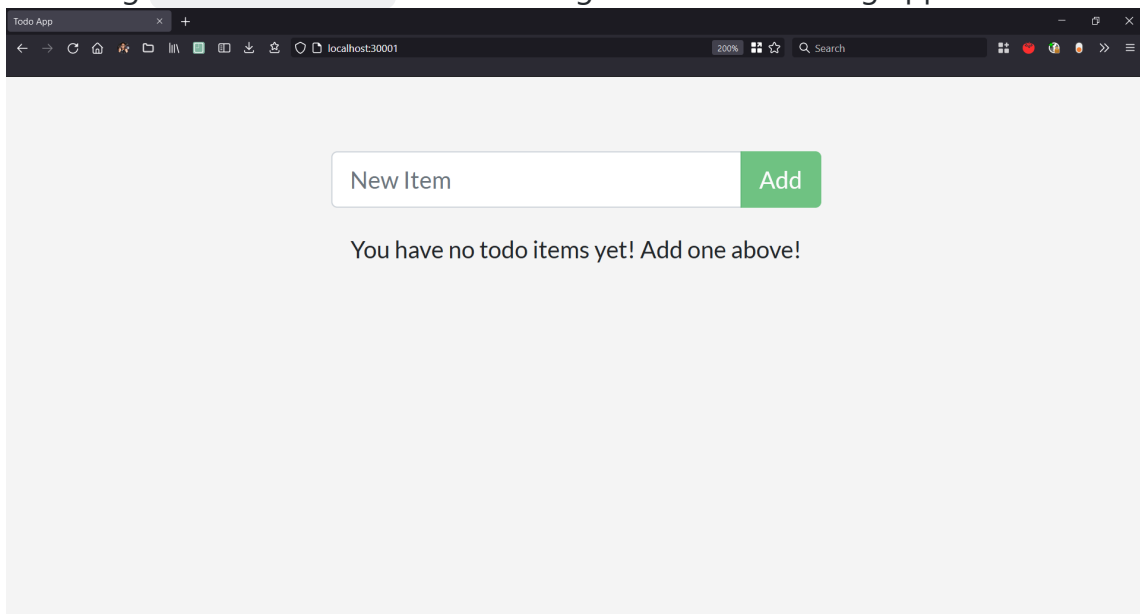 Todo App
localhost:30001
200%
Search
New Item
Add
You have no todo items yet! Add one above!